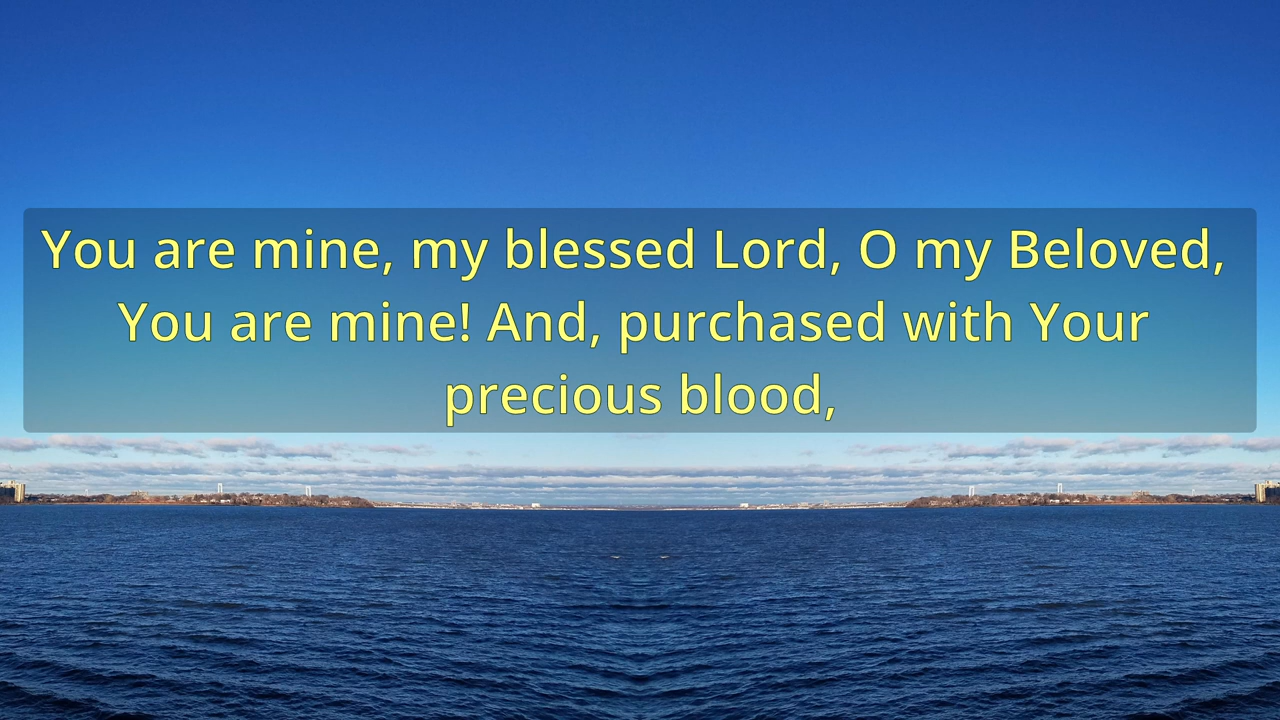 You are mine, my blessed Lord, O my Beloved,
You are mine! And, purchased with Your
precious blood,